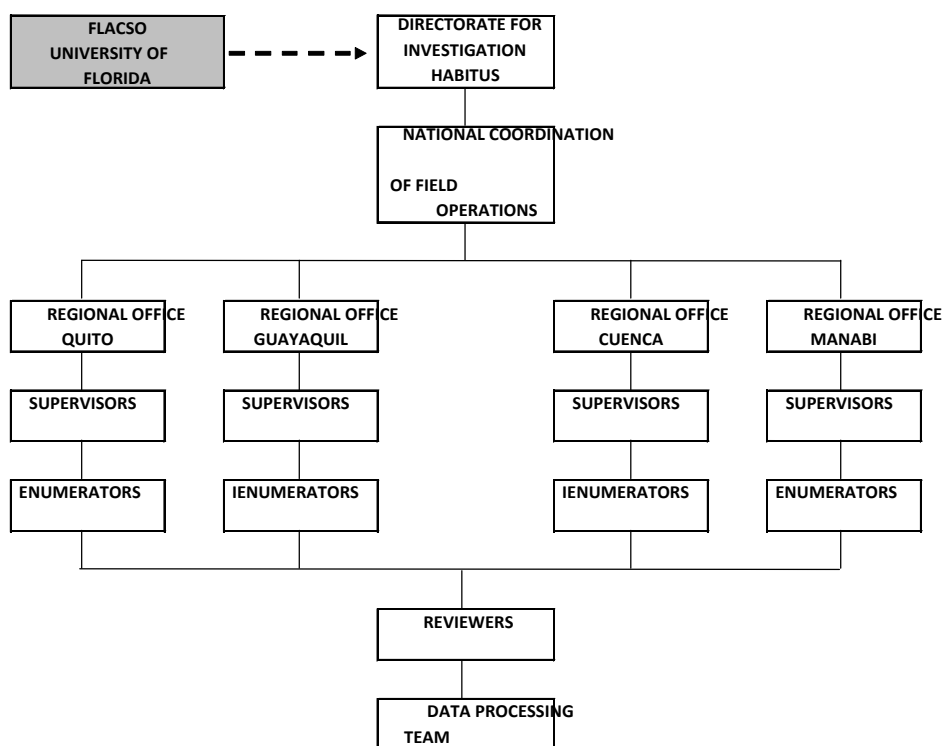 FLACSO
UNIVERSITY OF
FLORIDA
DIRECTORATE FOR
INVESTIGATION
HABITUS
NATIONAL COORDINATION
OF FIELD
OPERATIONS
REGIONAL OFFICE
QUITO
REGIONAL OFFICE
GUAYAQUIL
REGIONAL OFFICE
CUENCA
REGIONAL OFFICE
MANABI
SUPERVISORS
SUPERVISORS
SUPERVISORS
SUPERVISORS
ENUMERATORS
IENUMERATORS
IENUMERATORS
ENUMERATORS
REVIEWERS
DATA PROCESSING
TEAM